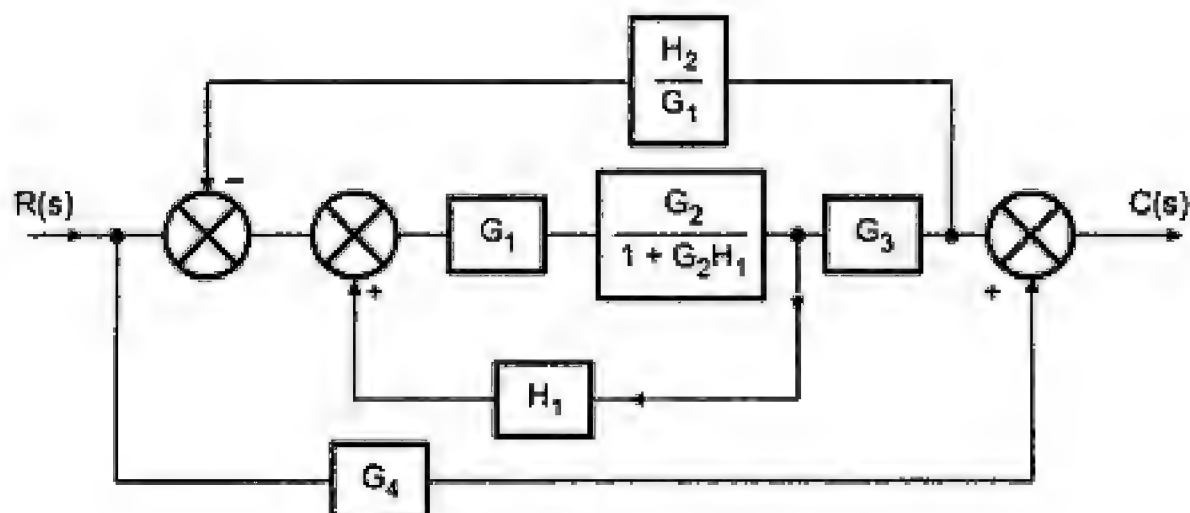 H₂
G₁
−
R(s)
G₁
G₂
1 + G₂H₁
G₃
C(s)
+
+
H₁
G₄